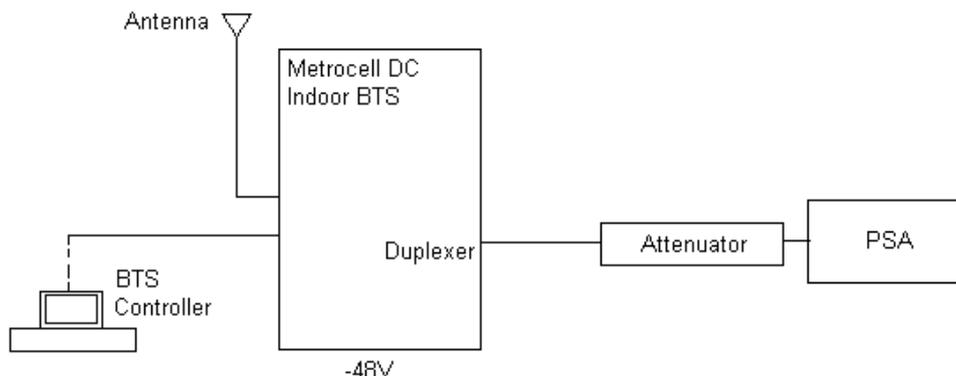 Antenna
Metrocell DC
Indoor BTS
Duplexer
Attenuator
PSA
BTS
Controller
-48V